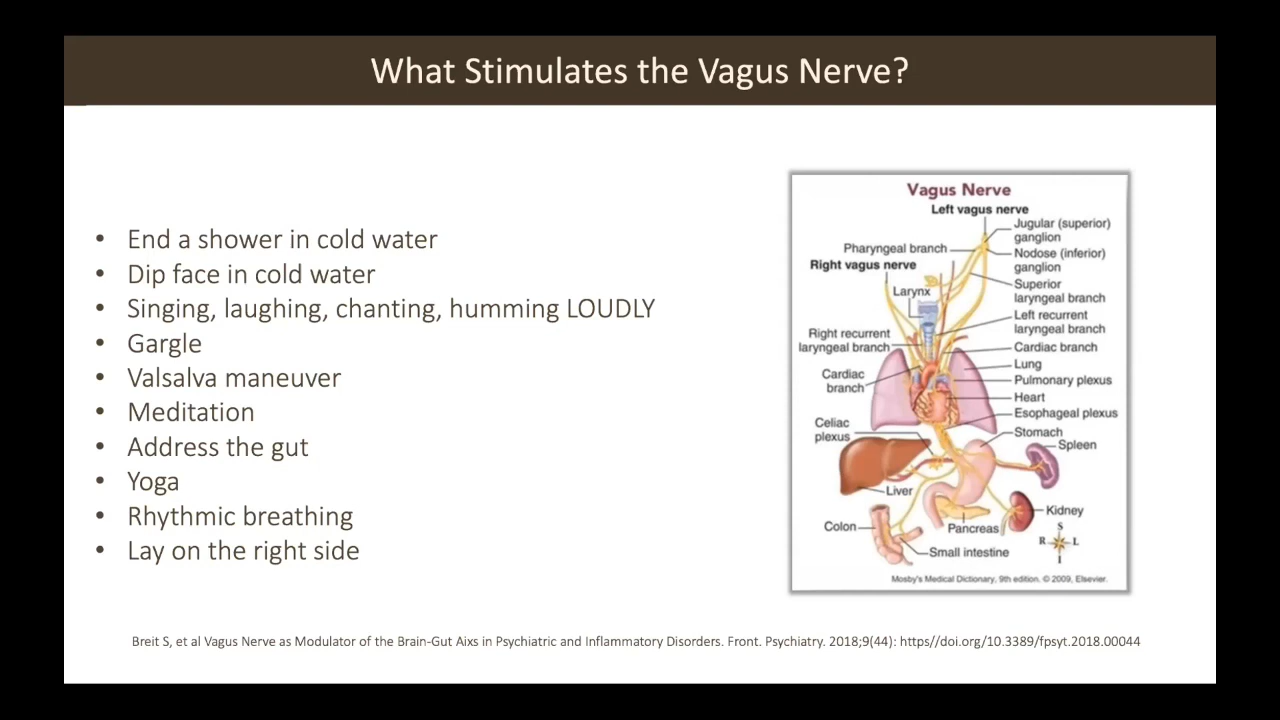 What Stimulates the Vagus Nerve?
• End a shower in cold water
• Dip face in cold water
• Singing, laughing, chanting, humming LOUDLY
• Gargle
• Valsalva maneuver
• Meditation
• Address the gut
• Yoga
• Rhythmic breathing
• Lay on the right side
Vagus Nerve
Left vagus nerve
Jugular (superior)
ganglion
Pharyngeal branch
Nodose (inferior)
ganglion
Right vagus nerve
Superior
laryngeal branch
Larynx
Left recurrent
laryngeal branch
Right recurrent
laryngeal branch
Cardiac branch
Lung
Cardiac
branch
Pulmonary plexus
Heart
Esophageal plexus
Celiac
plexus
Stomach
Spleen
Liver
Kidney
Colon
Pancreas
Small intestine
S
R
L
I
Mosby's Medical Dictionary, 9th edition. © 2009, Elsevier.
Breit S, et al Vagus Nerve as Modulator of the Brain-Gut Aixs in Psychiatric and Inflammatory Disorders. Front. Psychiatry. 2018;9(44): https//doi.org/10.3389/fpsyt.2018.00044